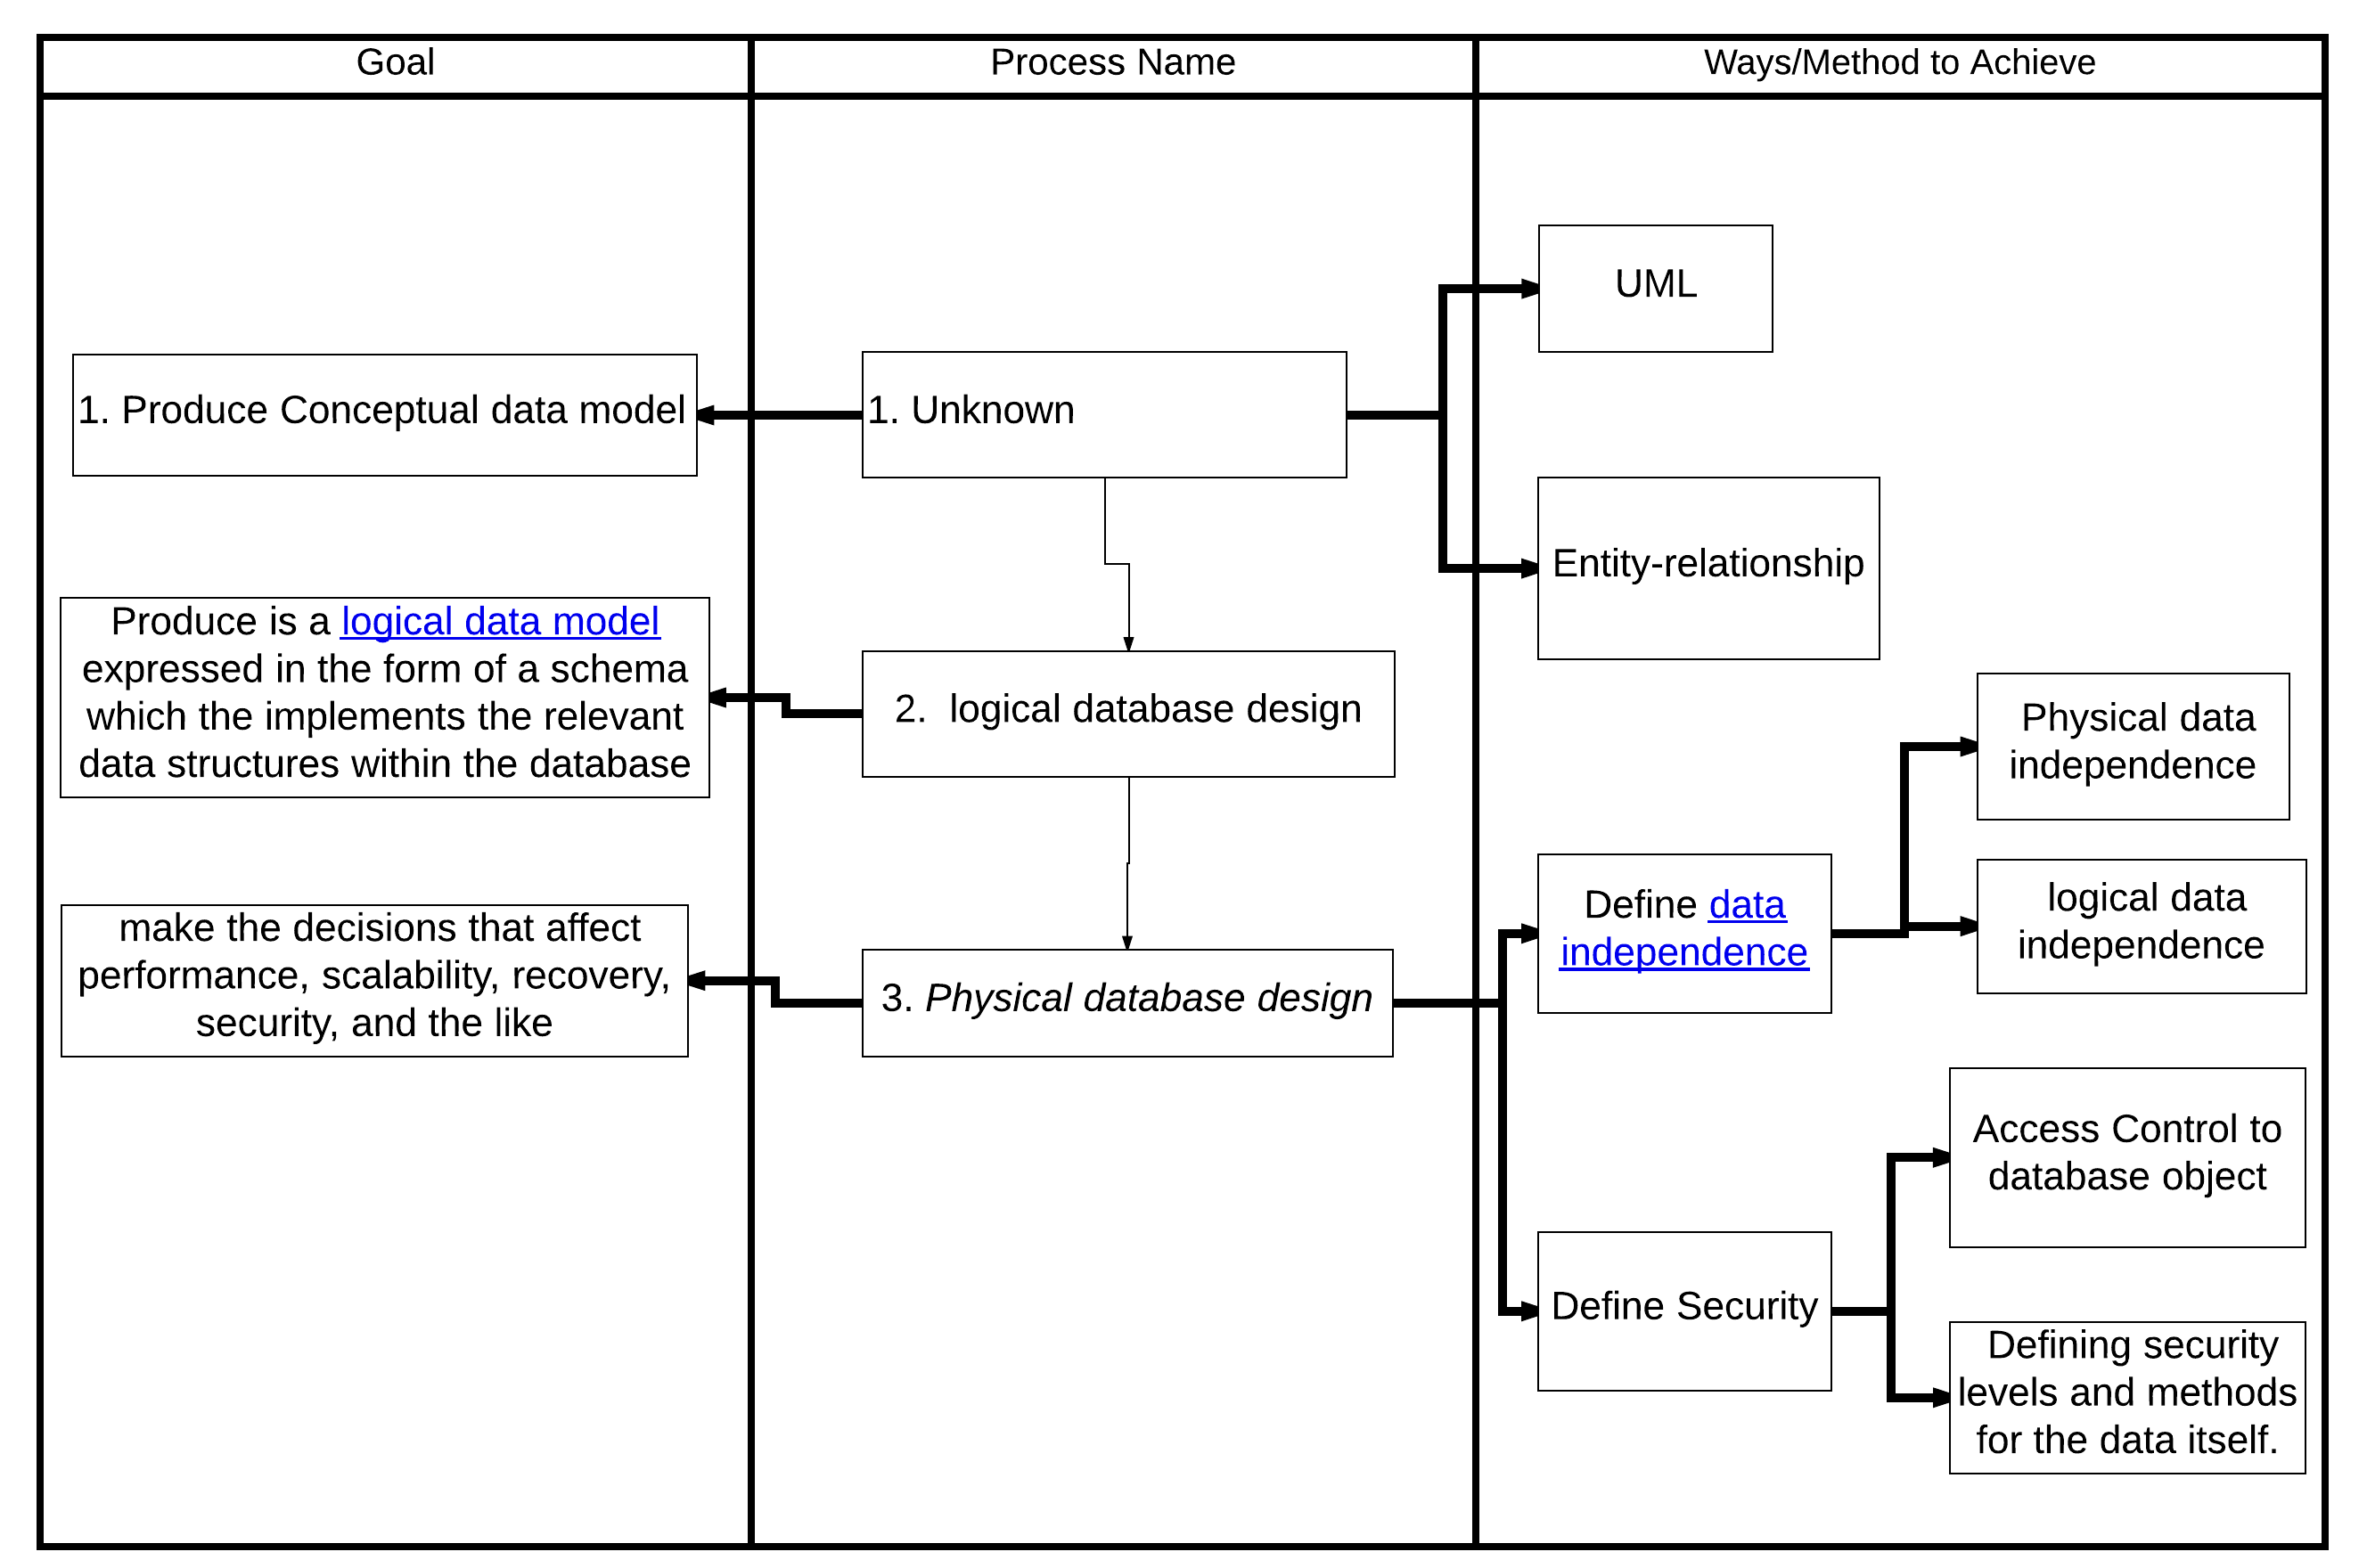 Goal
Process Name
Ways/Method to Achieve
UML
1. Produce Conceptual data model
1. Unknown
Entity-relationship
Produce is a logical data model
expressed in the form of a schema
which the implements the relevant
data structures within the database
2. logical database design
Physical data
independence
Define data
independence
logical data
independence
make the decisions that affect
performance, scalability, recovery,
security, and the like
3. Physical database design
Access Control to
database object
Define Security
Defining security
levels and methods
for the data itself.